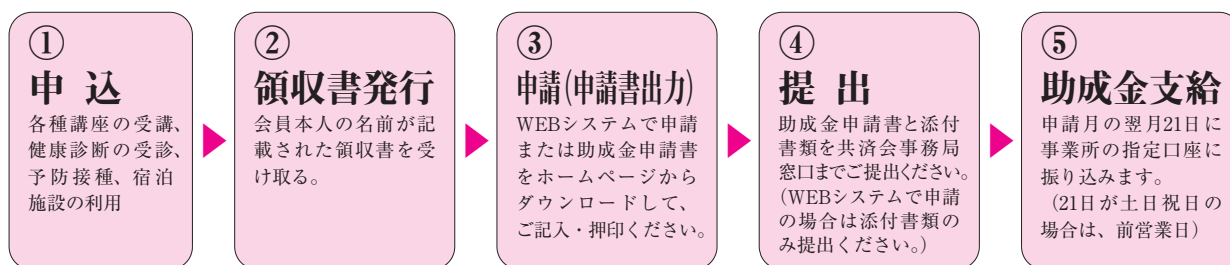 ①
申 込
各種講座の受講、
健康診断の受診、
予防接種、宿泊
施設の利用
②
領収書発行
会員本人の名前が記
載された領収書を受
け取る。
③
申請(申請書出力)
WEBシステムで申請
または助成金申請書
をホームページから
ダウンロードして、
ご記入・押印ください。
④
提 出
助成金申請書と添付
書類を共済会事務局
窓口までご提出ください。
(WEBシステムで申請
の場合は添付書類の
み提出ください。)
⑤
助成金支給
申請月の翌月21日に
事業所の指定口座に
振り込みます。
(21日が土日祝日の
場合は、前営業日)